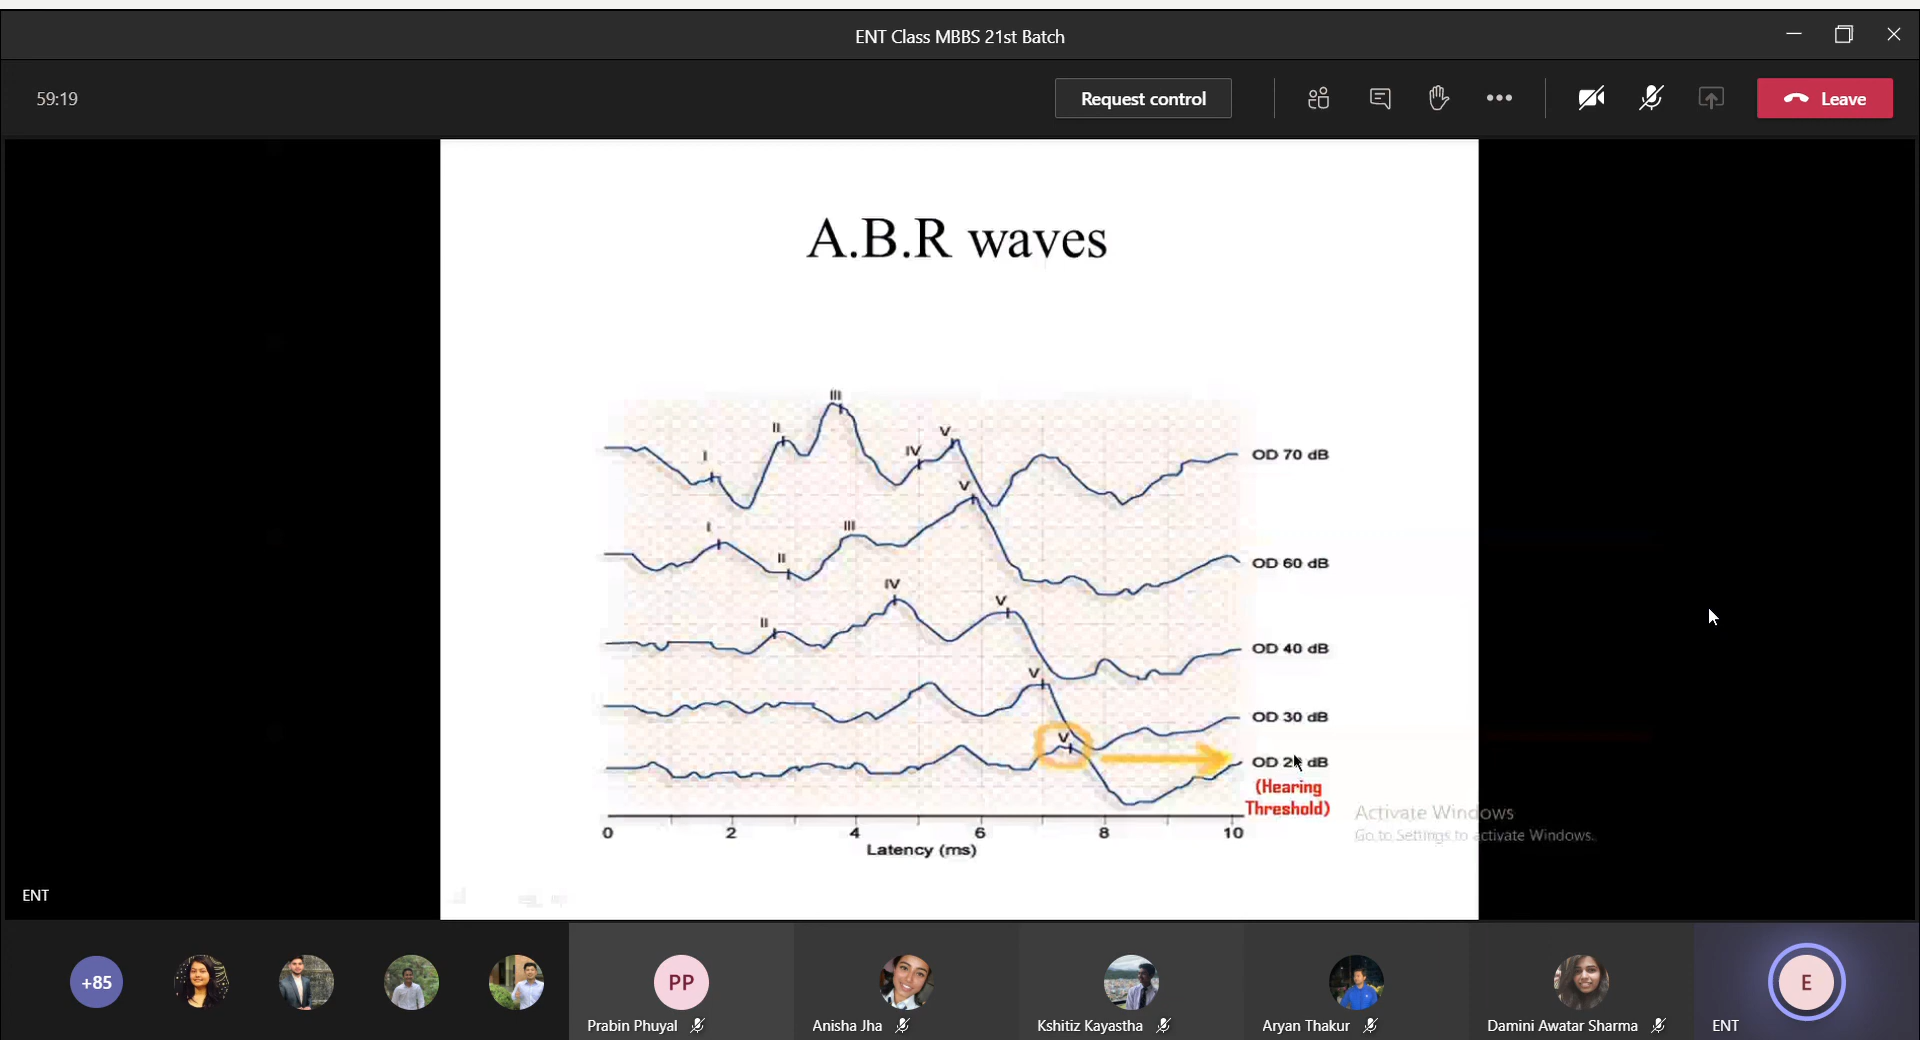 ENT Class MBBS 21st Batch
59:19
Request control
Leave
A.B.R waves
III
II
I
IV
V
OD 70 dB
V
I
III
II
OD 60 dB
IV
V
II
OD 40 dB
V
OD 30 dB
V
OD dB
(Hearing
Threshold)
0 2 4 6 8 10
Latency (ms)
Activate Windows
Go to Settings to activate Windows.
ENT
+85
PP
E
Prabin Phuyal
Anisha Jha
Kshitiz Kayastha
Aryan Thakur
Damini Awatar Sharma
ENT